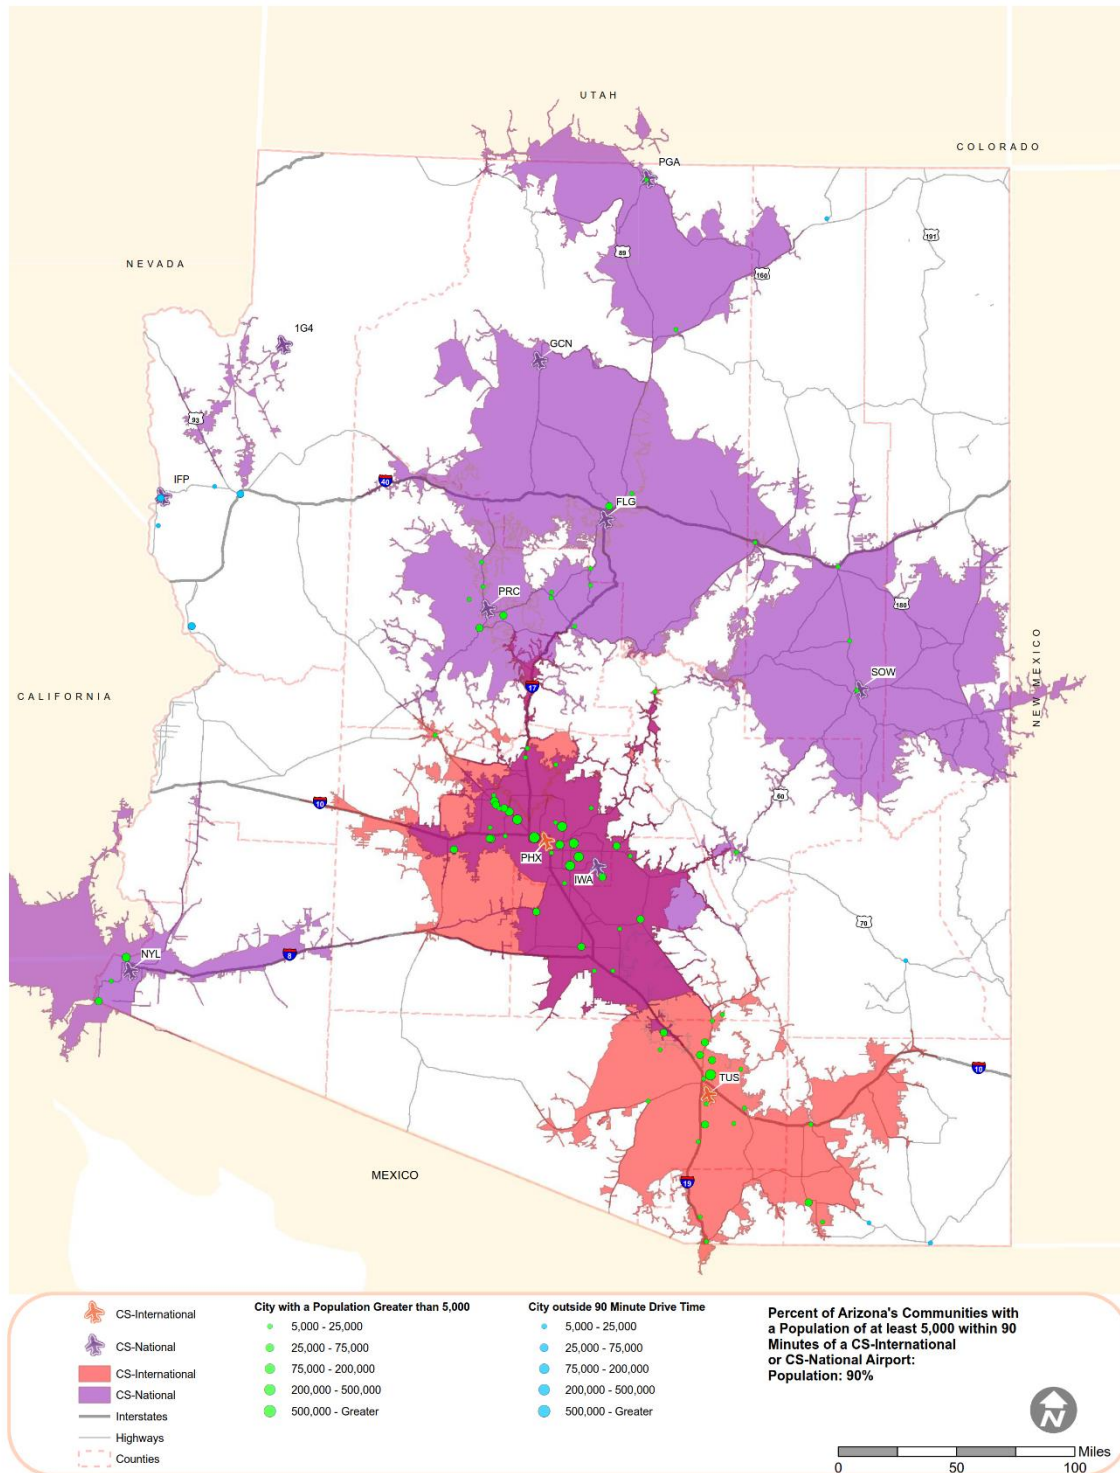 UTAH
COLORADO
PGA
191
89
NEVADA
160
1G4
GCN
93
IFP
40
FLG
PRC
180
NEW MEXICO
SOW
17
CALIFORNIA
60
10
PHX
IWA
70
NYL
8
10
TUS
MEXICO
19
CS-International
CS-National
CS-International
CS-National
Interstates
Highways
Counties
City with a Population Greater than 5,000
5,000 - 25,000
25,000 - 75,000
75,000 - 200,000
200,000 - 500,000
500,000 - Greater
City outside 90 Minute Drive Time
5,000 - 25,000
25,000 - 75,000
75,000 - 200,000
200,000 - 500,000
500,000 - Greater
Percent of Arizona's Communities with
a Population of at least 5,000 within 90
Minutes of a CS-International
or CS-National Airport:
Population: 90%
N
Miles
0 50 100